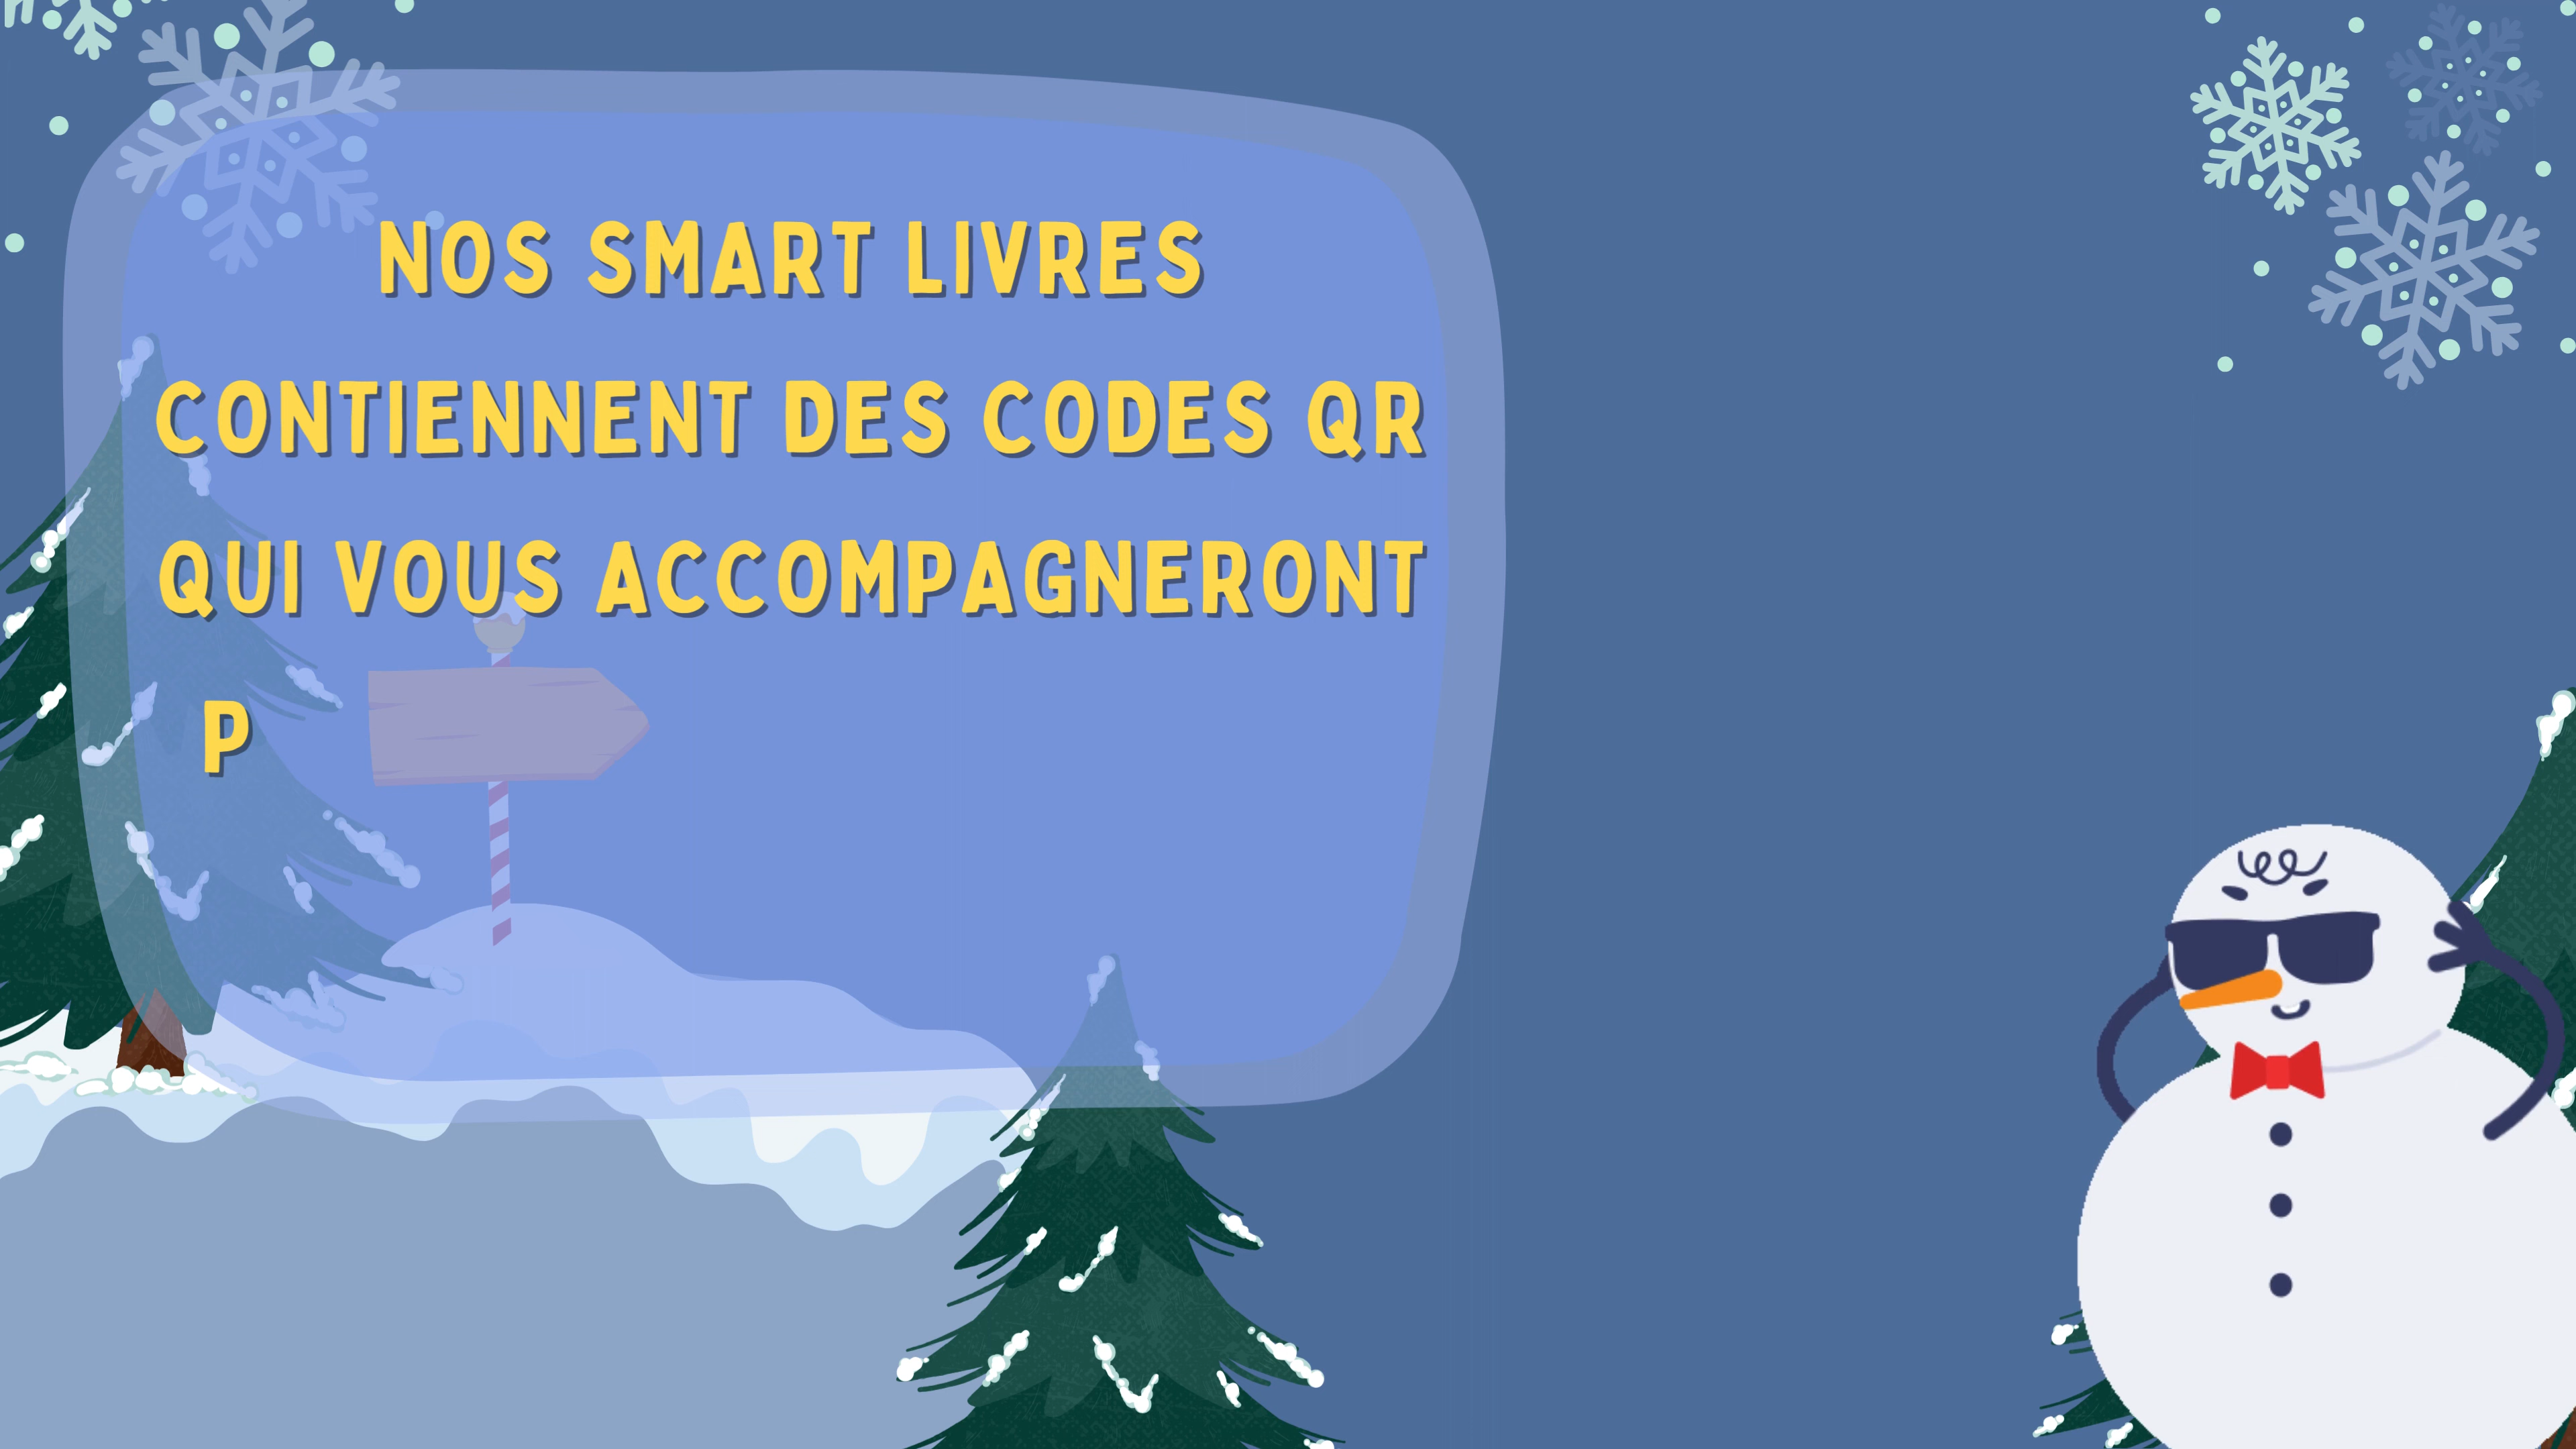 NOS SMART LIVRES
CONTIENNENT DES CODES QR
QUI VOUS ACCOMPAGNERONT
P